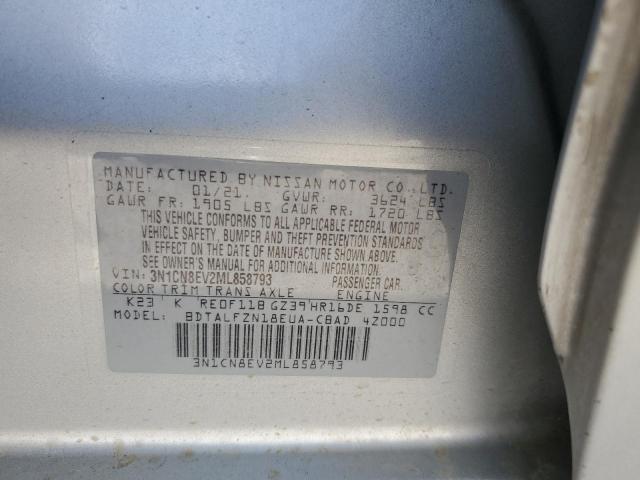 MANUFACTURED BY NISSAN MOTOR CO., LTD.
DATE: 01/21 GVWR: 3624 LBS
GAWR FR: 1905 LBS GAWR RR: 1720 LBS
THIS VEHICLE CONFORMS TO ALL APPLICABLE FEDERAL MOTOR
VEHICLE SAFETY, BUMPER AND THEFT PREVENTION STANDARDS
IN EFFECT ON THE DATE OF MANUFACTURE SHOWN ABOVE.
SEE OWNER'S MANUAL FOR ADDITIONAL INFORMATION.
VIN: 3N1CN8EV2ML858793 PASSENGER CAR
COLOR TRIM TRANS AXLE ENGINE
K23 K RE0F11B GZ39 HR16DE 1598 CC
MODEL: BDTALFZN18EUA-CBAD 4Z000
3N1CN8EV2ML858793